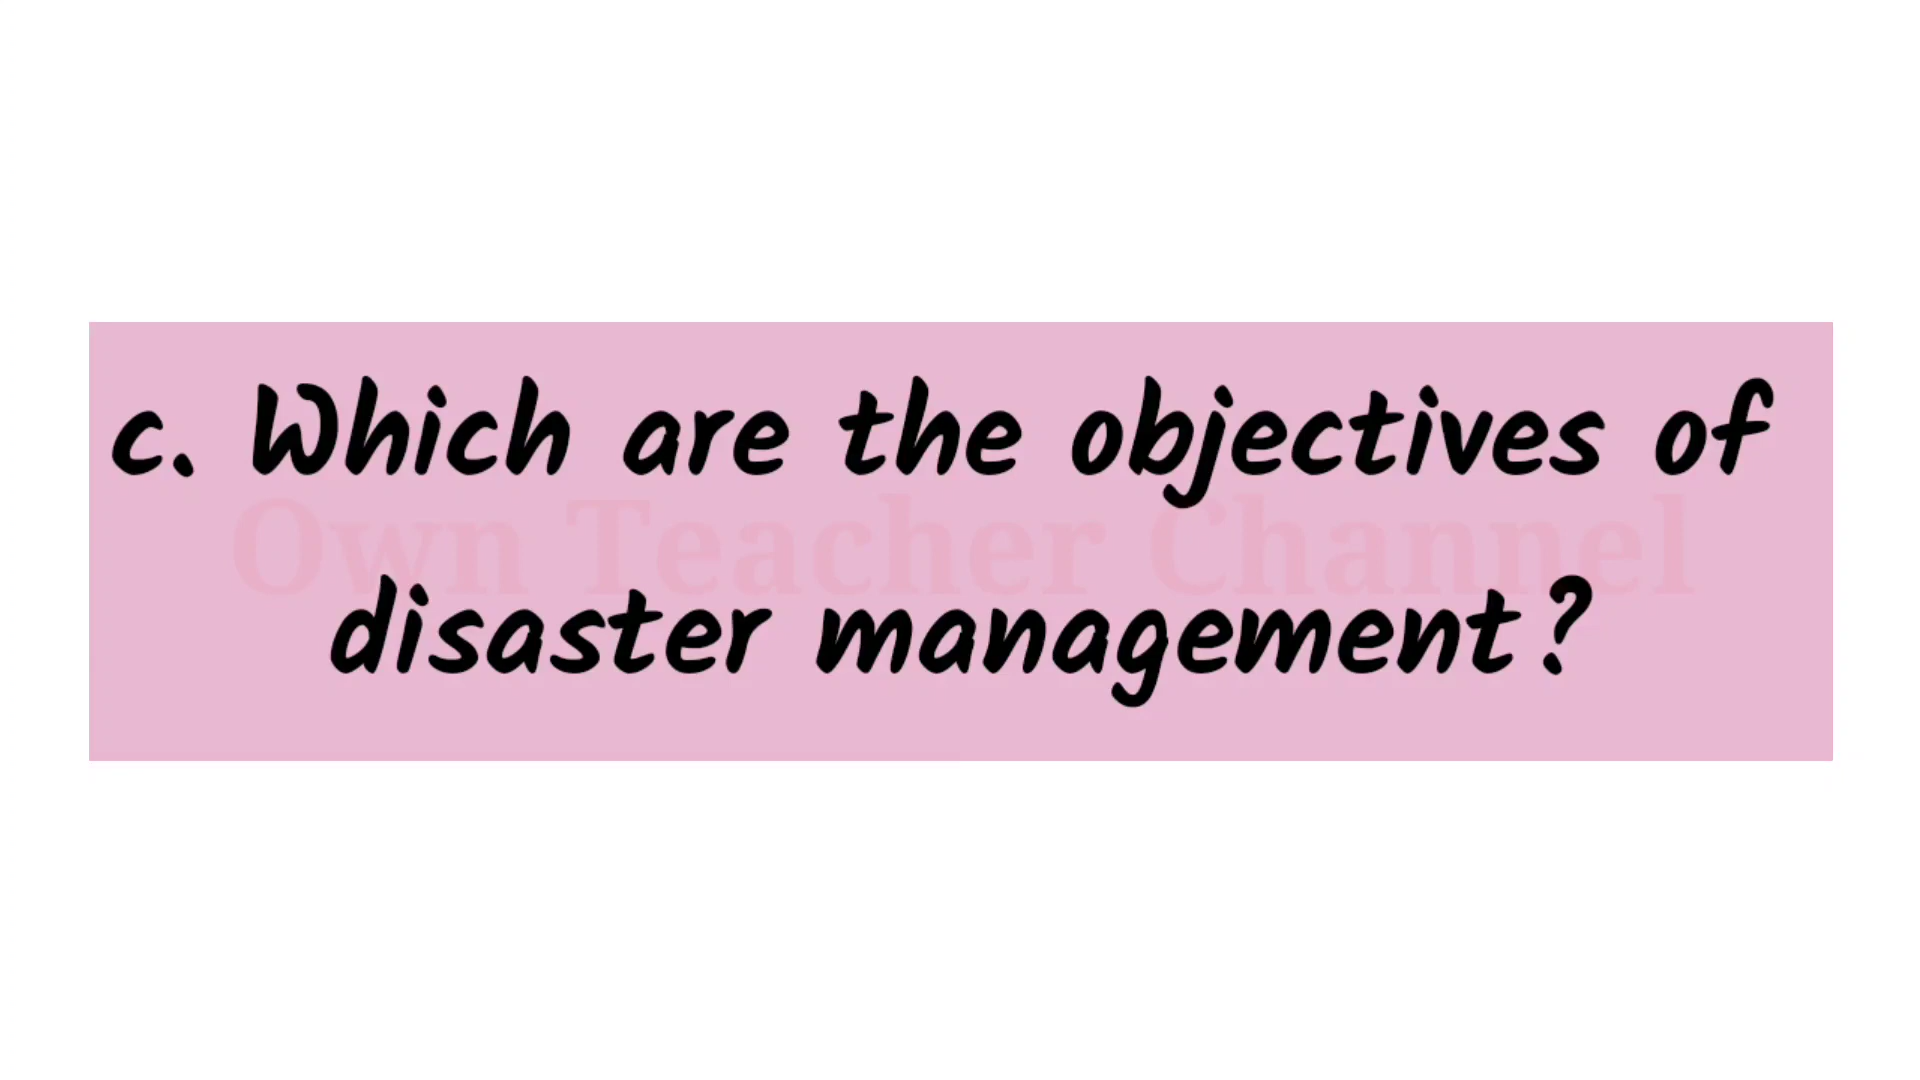 c. Which are the objectives of
Own Teacher Channel
disaster management?